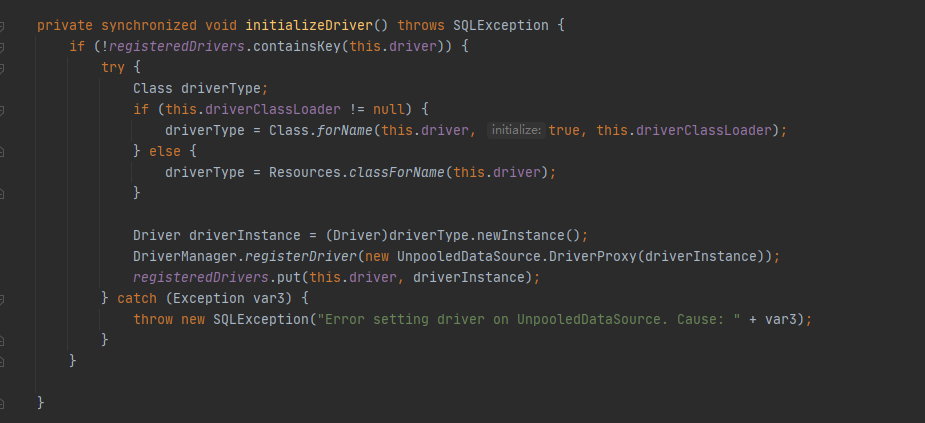 private synchronized void initializeDriver() throws SQLException {
if (!registeredDrivers.containsKey(this.driver)) {
try {
Class driverType;
if (this.driverClassLoader != null) {
driverType = Class.forName(this.driver, initialize: true, this.driverClassLoader);
} else {
driverType = Resources.classForName(this.driver);
}
Driver driverInstance = (Driver)driverType.newInstance();
DriverManager.registerDriver(new UnpooledDataSource.DriverProxy(driverInstance));
registeredDrivers.put(this.driver, driverInstance);
} catch (Exception var3) {
throw new SQLException("Error setting driver on UnpooledDataSource. Cause: " + var3);
}
}
}